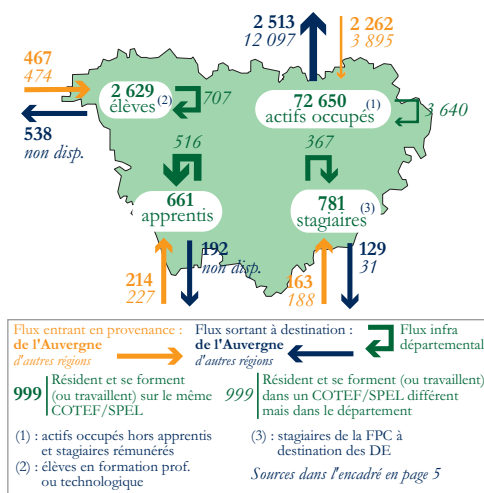 2 513
12 097
2 262
3 895
467
474
2 629
élèves (2)
707
72 650
(1)
actifs occupés
3 640
538
non disp.
516
367
661
apprentis
781
(3)
stagiaires
192
non disp.
129
31
214
227
163
188
Flux entrant en provenance :
de l'Auvergne
d'autres régions
Flux sortant à destination :
de l'Auvergne
d'autres régions
Flux infra
départemental
999 Résident et se forment
(ou travaillent) sur le même
COTEF/SPEL
999 Résident et se forment (ou travaillent)
dans un COTEF/SPEL différent
mais dans le département
(1) : actifs occupés hors apprentis
et stagiaires rémunérés
(2) : élèves en formation prof.
ou technologique
(3) : stagiaires de la FPC à
destination des DE
Sources dans l'encadré en page 5